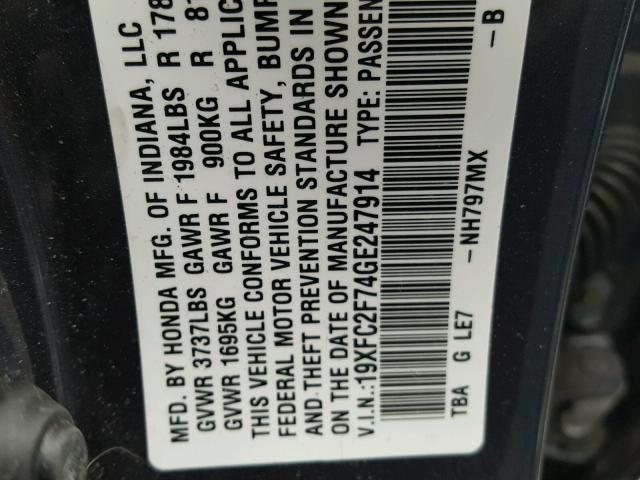 MFD. BY HONDA MFG. OF INDIANA, LLC
GVWR 3737LBS GAWR F 1984LBS R 178
GVWR 1695KG GAWR F 900KG R 81
THIS VEHICLE CONFORMS TO ALL APPLIC
FEDERAL MOTOR VEHICLE SAFETY, BUMP
AND THEFT PREVENTION STANDARDS IN
ON THE DATE OF MANUFACTURE SHOWN
V.I.N.:19XFC2F74GE247914 TYPE: PASSEN
TBA G LE7 -NH797MX -B